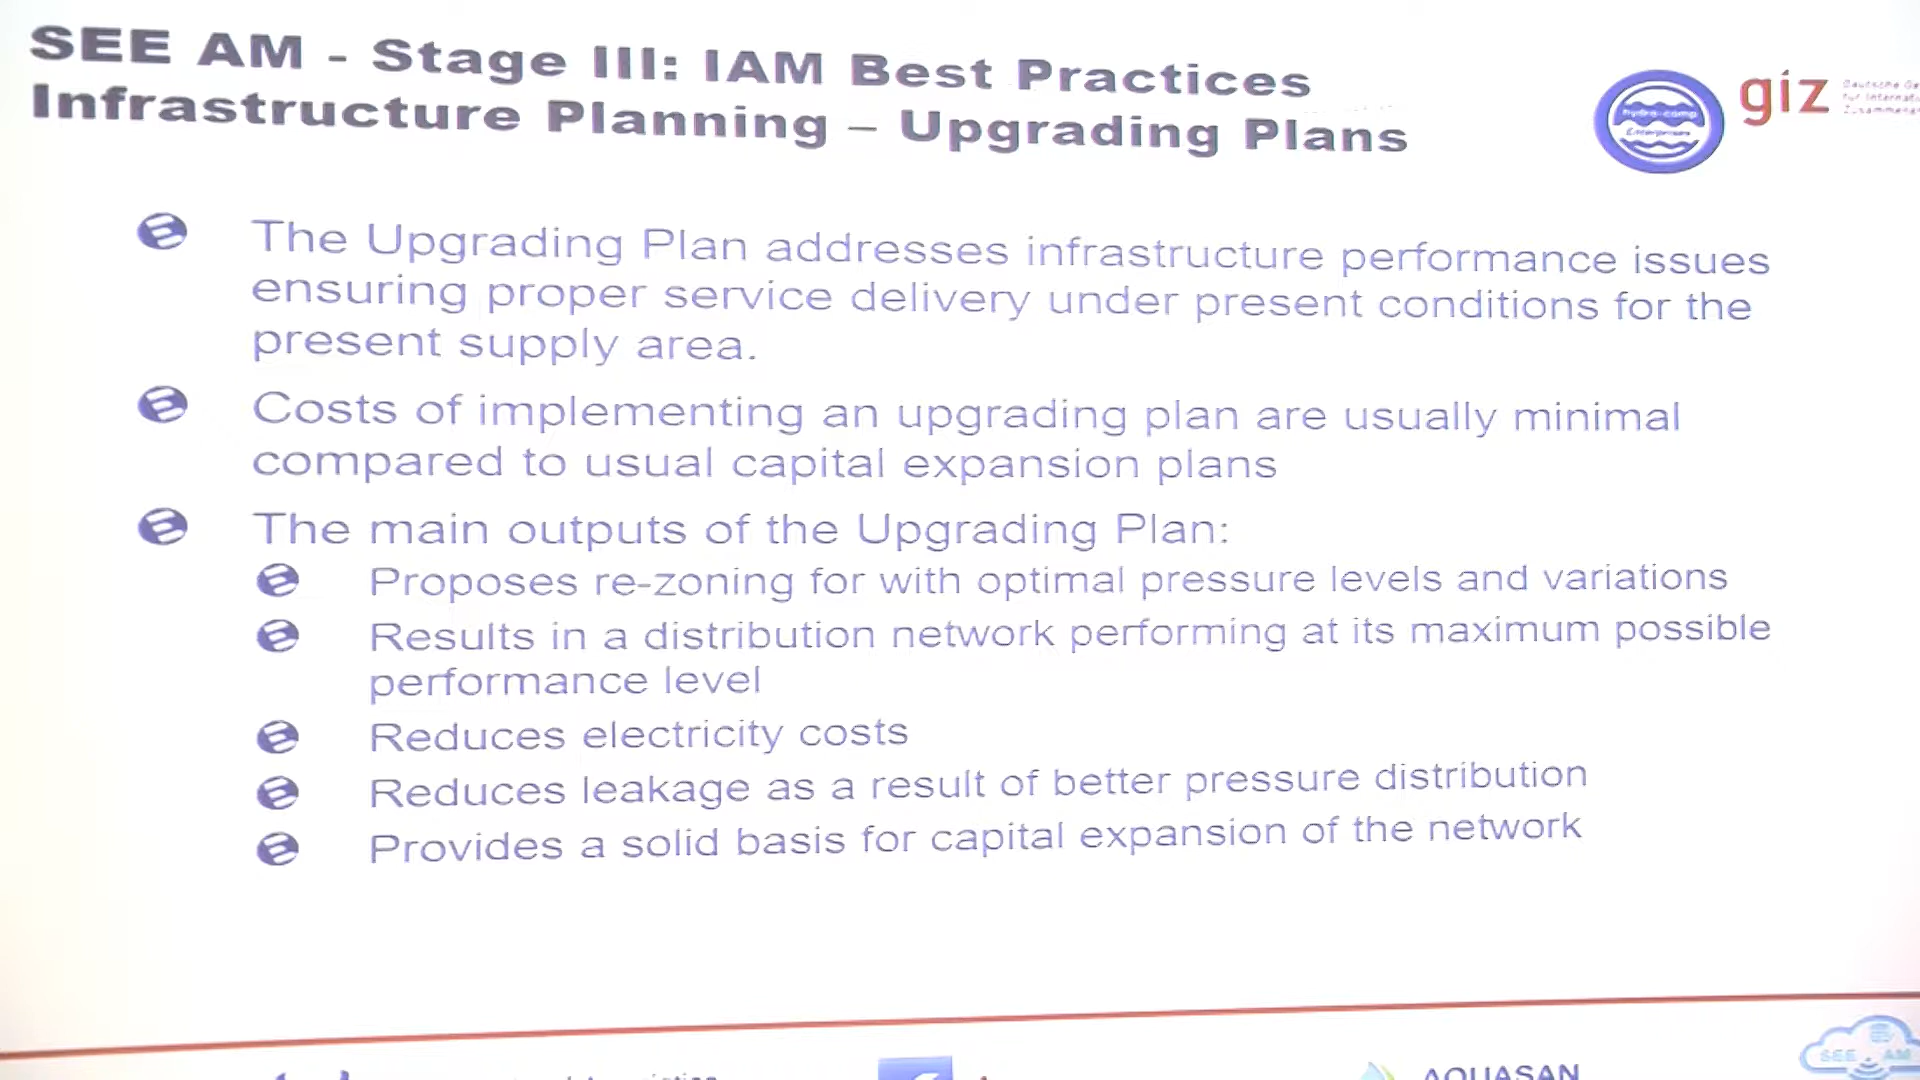 SEE AM - Stage III: IAM Best Practices
Infrastructure Planning – Upgrading Plans
hydro-comp
Enterprises
giz
The Upgrading Plan addresses infrastructure performance issues
ensuring proper service delivery under present conditions for the
present supply area.
Costs of implementing an upgrading plan are usually minimal
compared to usual capital expansion plans
The main outputs of the Upgrading Plan:
Proposes re-zoning for with optimal pressure levels and variations
Results in a distribution network performing at its maximum possible
performance level
Reduces electricity costs
Reduces leakage as a result of better pressure distribution
Provides a solid basis for capital expansion of the network
SEE AM
AQUASAN